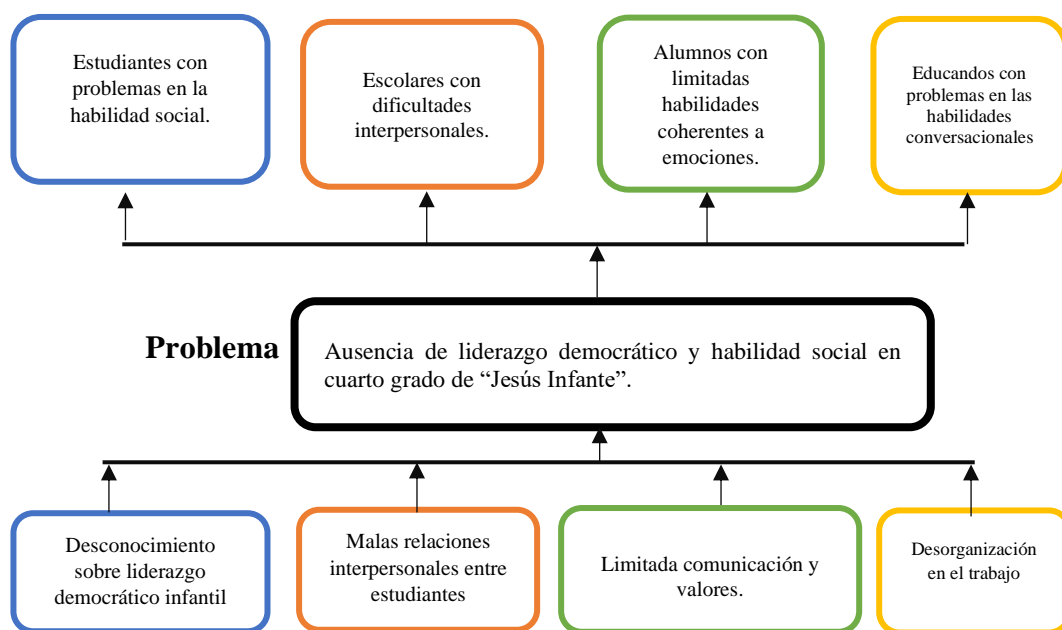 Estudiantes con
problemas en la
habilidad social.
Escolares con
dificultades
interpersonales.
Alumnos con
limitadas
habilidades
coherentes a
emociones.
Educandos con
problemas en las
habilidades
conversacionales
Problema
Ausencia de liderazgo democrático y habilidad social en
cuarto grado de “Jesús Infante”.
Desconocimiento
sobre liderazgo
democrático infantil
Malas relaciones
interpersonales entre
estudiantes
Limitada comunicación y
valores.
Desorganización
en el trabajo